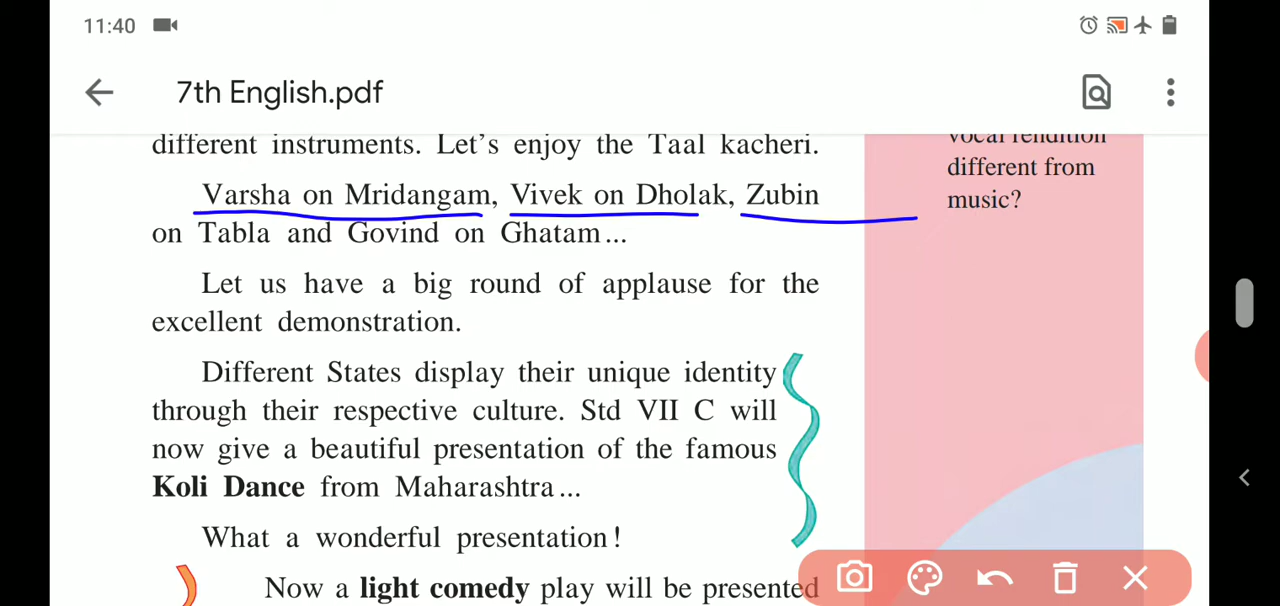 11:40
7th English.pdf
different instruments. Let's enjoy the Taal kacheri.
Varsha on Mridangam, Vivek on Dholak, Zubin
on Tabla and Govind on Ghatam...
Let us have a big round of applause for the
excellent demonstration.
Different States display their unique identity
through their respective culture. Std VII C will
now give a beautiful presentation of the famous
Koli Dance from Maharashtra...
What a wonderful presentation!
Now a light comedy play will be presented
vocal rendition
different from
music?